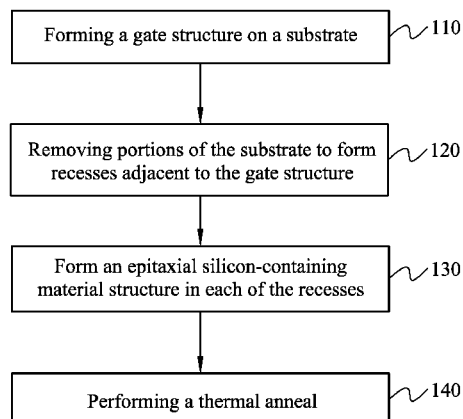 Forming a gate structure on a substrate
110
Removing portions of the substrate to form
recesses adjacent to the gate structure
120
Form an epitaxial silicon-containing
material structure in each of the recesses
130
Performing a thermal anneal
140